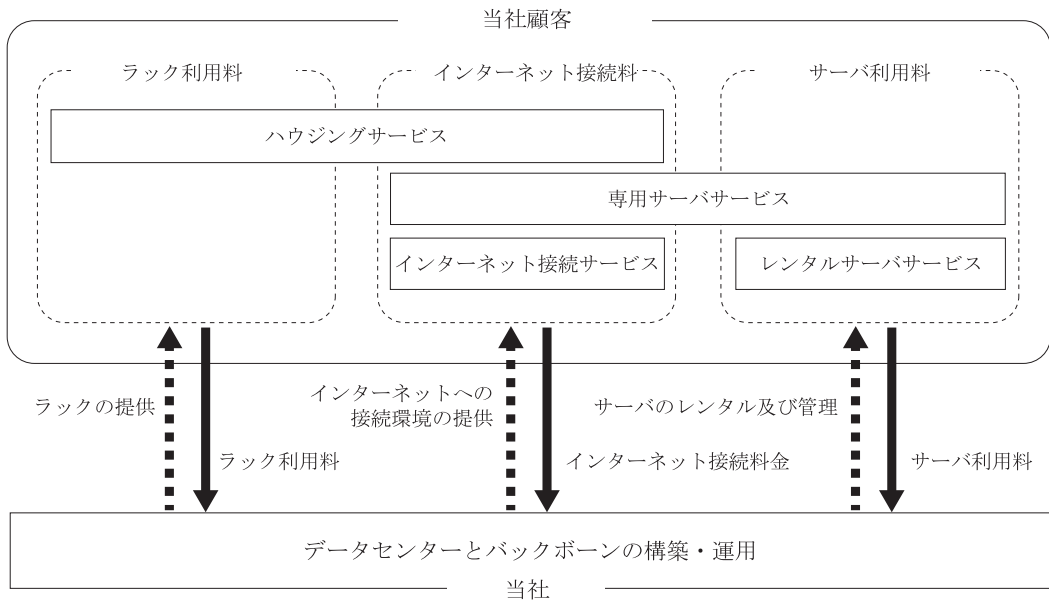 当社顧客
ラック利用料
インターネット接続料
サーバ利用料
ハウジングサービス
専用サーバサービス
インターネット接続サービス
レンタルサーバサービス
ラックの提供
ラック利用料
インターネットへの
接続環境の提供
インターネット接続料金
サーバのレンタル及び管理
サーバ利用料
データセンターとバックボーンの構築・運用
当社